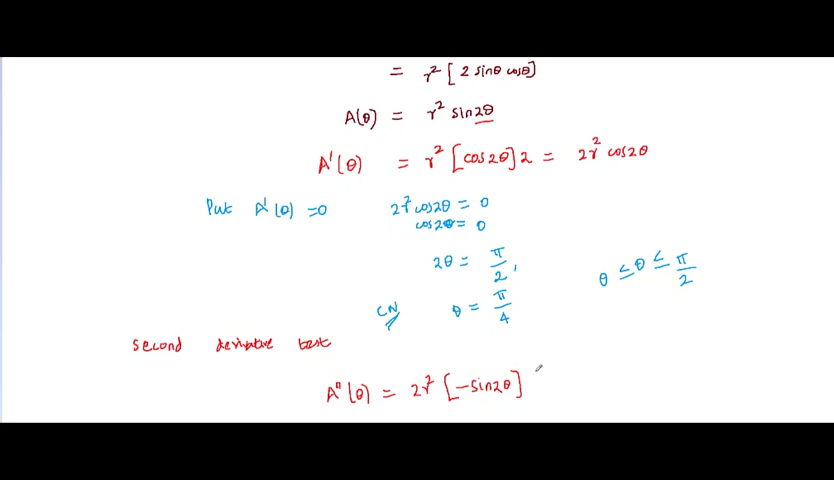 = r² [ 2 sinθ cosθ]
A(θ) = r² sin2θ
A'(θ) = r² [cos2θ] 2 = 2r² cos2θ
Put A'(θ) = 0 2r² cos2θ = 0
cos2θ = 0
2θ = π/2, θ ≤ θ ≤ π/2
CN θ = π/4
second derivative test
A"(θ) = 2r² [-sin2θ]